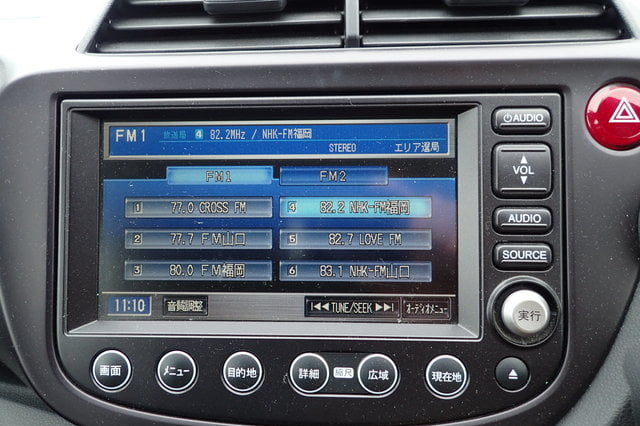 FM1 放送局 4 82.2MHz / NHK-FM福岡
STEREO エリア選局
FM1 FM2
1 77.0 CROSS FM
2 77.7 FM山口
3 80.0 FM福岡
4 82.2 NHK-FM福岡
5 82.7 LOVE FM
6 83.1 NHK-FM山口
11:10 音質調整 TUNE/SEEK オーディオメニュー
AUDIO
VOL
AUDIO
SOURCE
実行
画面 メニュー 目的地 詳細 縮尺 広域 現在地